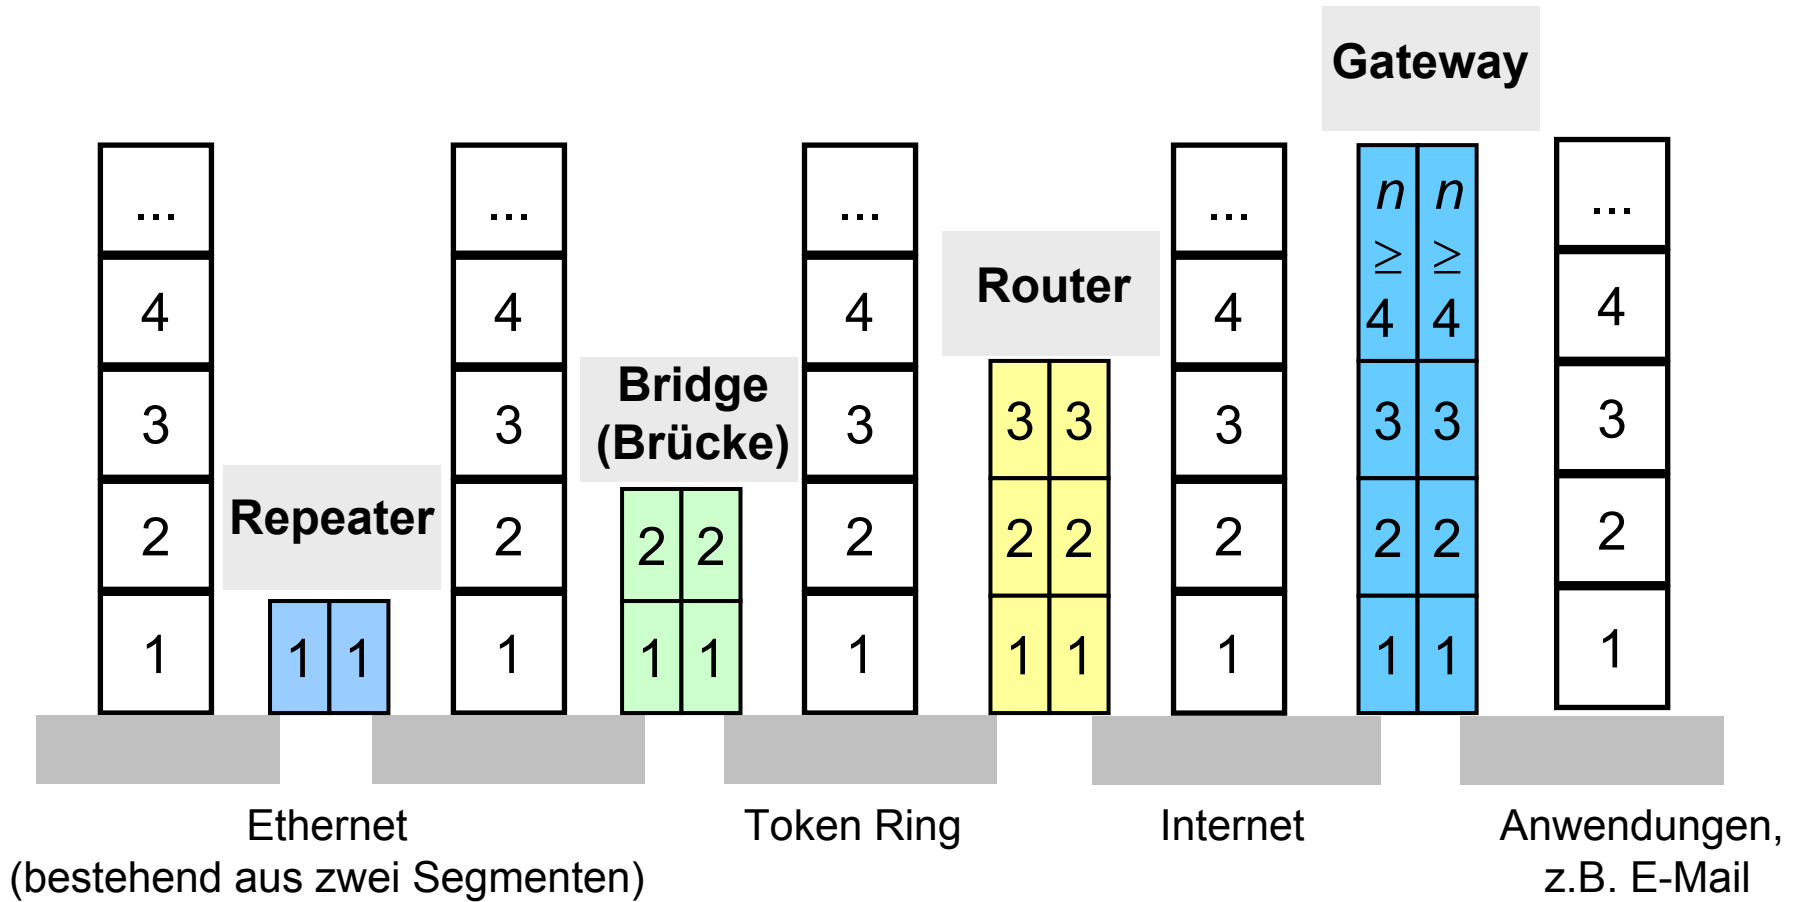 Gateway
... ... ... ... n n ...
≥ ≥
4 4 4 4 4 4 4
Router
Bridge
(Brücke)
3 3 3 3 3 3 3 3 3
Repeater
2 2 2 2 2 2 2 2 2 2 2
1 1 1 1 1 1 1 1 1 1 1 1 1
Ethernet
(bestehend aus zwei Segmenten)
Token Ring
Internet
Anwendungen,
z.B. E-Mail